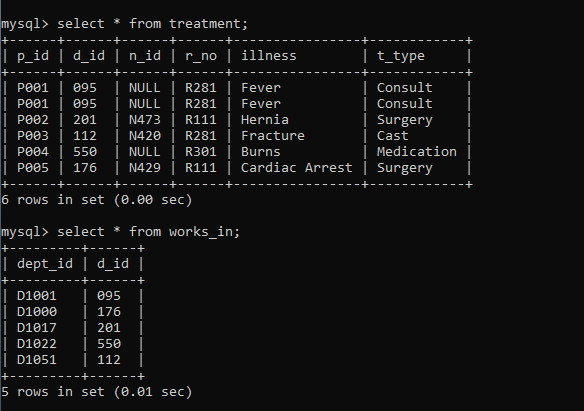 mysql> select * from treatment;
+------+------+------+------+----------------+------------+
| p_id | d_id | n_id | r_no | illness        | t_type     |
+------+------+------+------+----------------+------------+
| P001 | 095  | NULL | R281 | Fever          | Consult    |
| P001 | 095  | NULL | R281 | Fever          | Consult    |
| P002 | 201  | N473 | R111 | Hernia         | Surgery    |
| P003 | 112  | N420 | R281 | Fracture       | Cast       |
| P004 | 550  | NULL | R301 | Burns          | Medication |
| P005 | 176  | N429 | R111 | Cardiac Arrest | Surgery    |
+------+------+------+------+----------------+------------+
6 rows in set (0.00 sec)
mysql> select * from works_in;
+---------+------+
| dept_id | d_id |
+---------+------+
| D1001   | 095  |
| D1000   | 176  |
| D1017   | 201  |
| D1022   | 550  |
| D1051   | 112  |
+---------+------+
5 rows in set (0.01 sec)